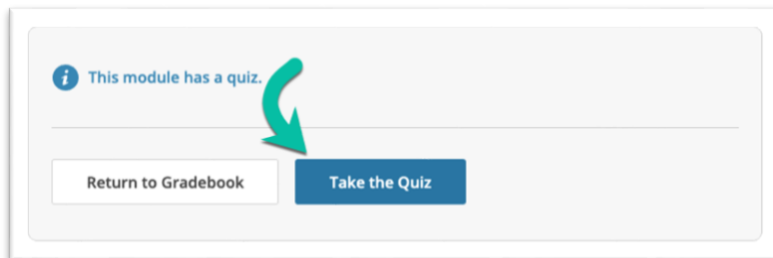 This module has a quiz.
Return to Gradebook
Take the Quiz